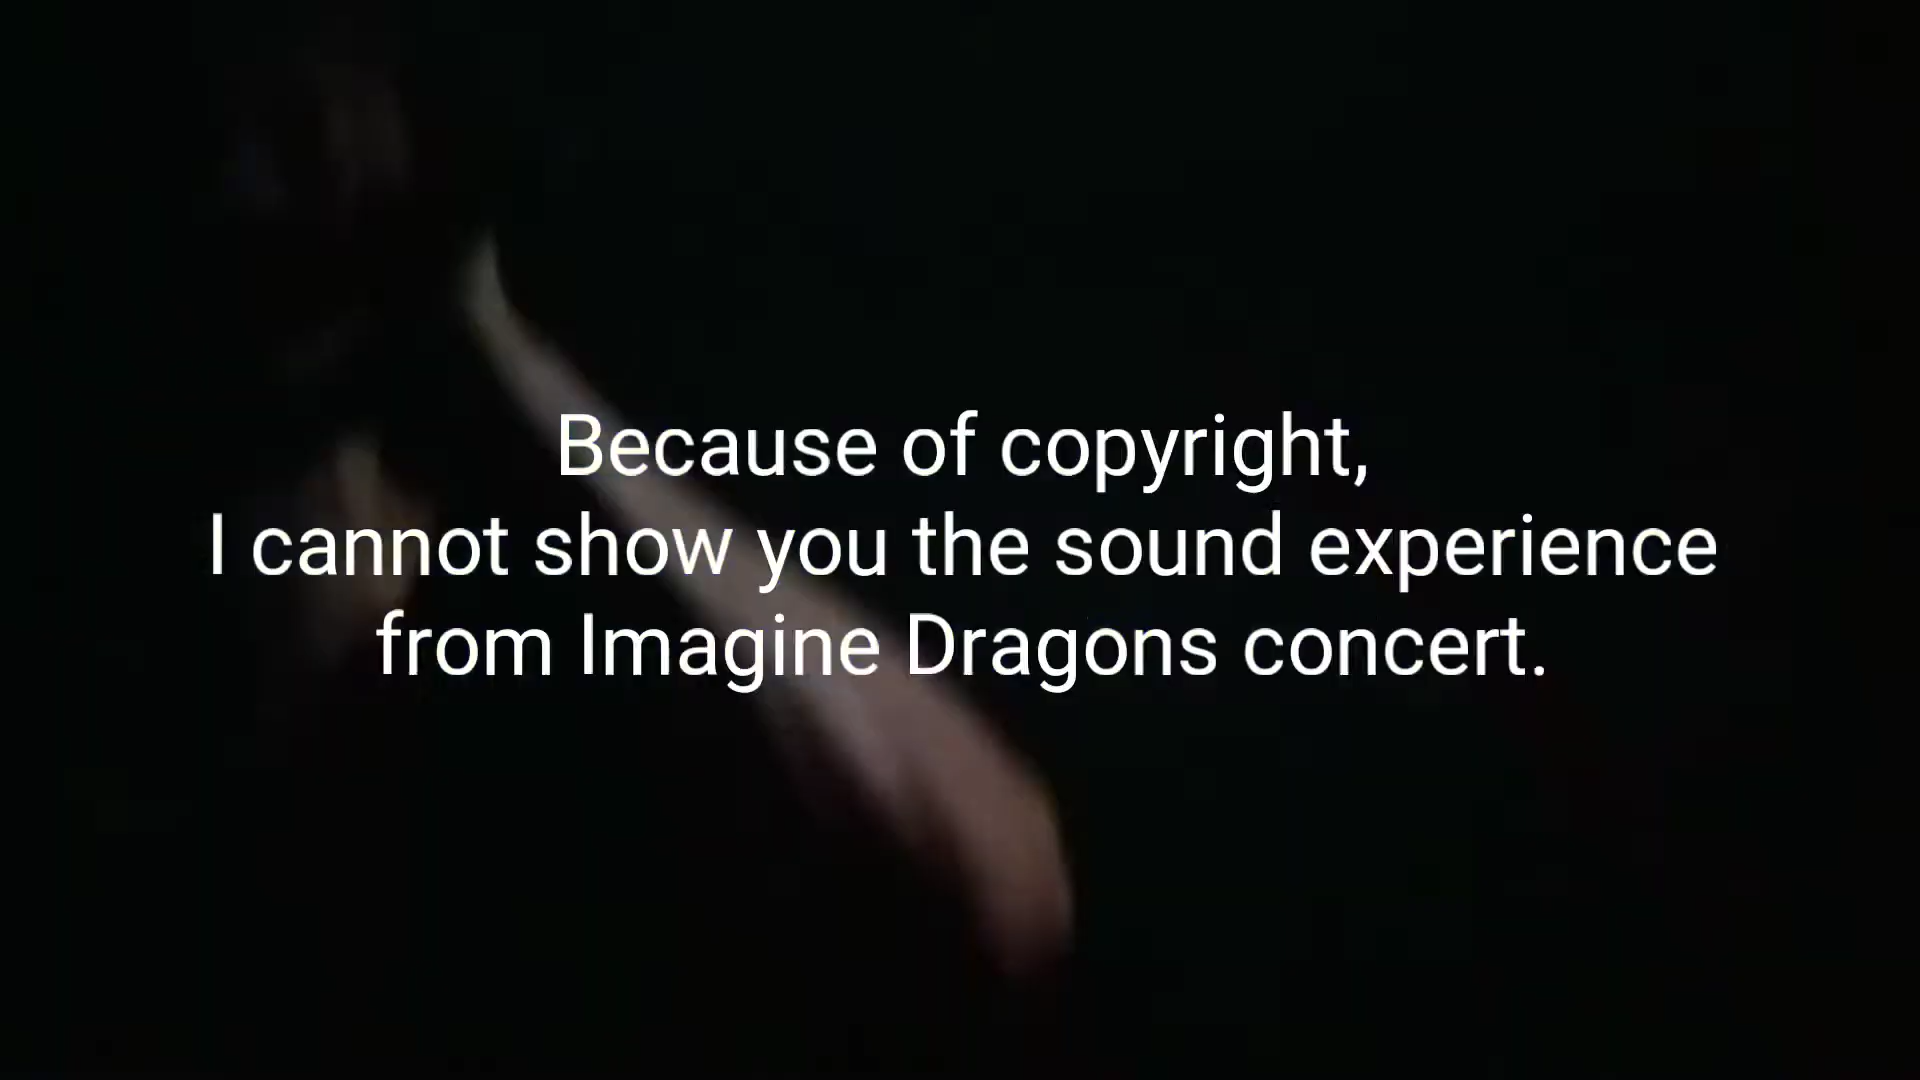 Because of copyright,
I cannot show you the sound experience
from Imagine Dragons concert.